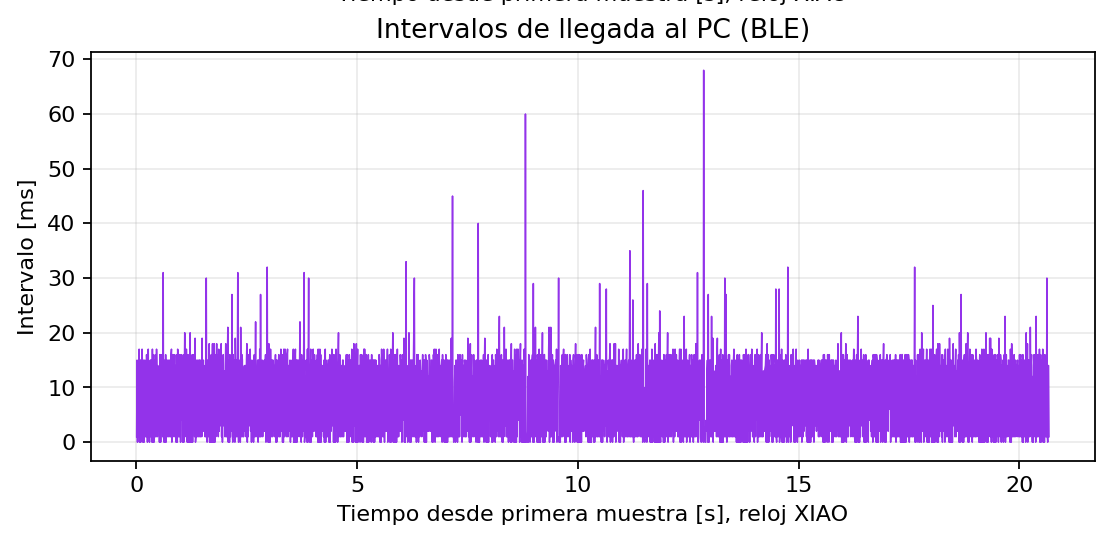 Intervalos de llegada al PC (BLE)
70
60
50
40
30
20
10
0
Intervalo [ms]
0 5 10 15 20
Tiempo desde primera muestra [s], reloj XIAO